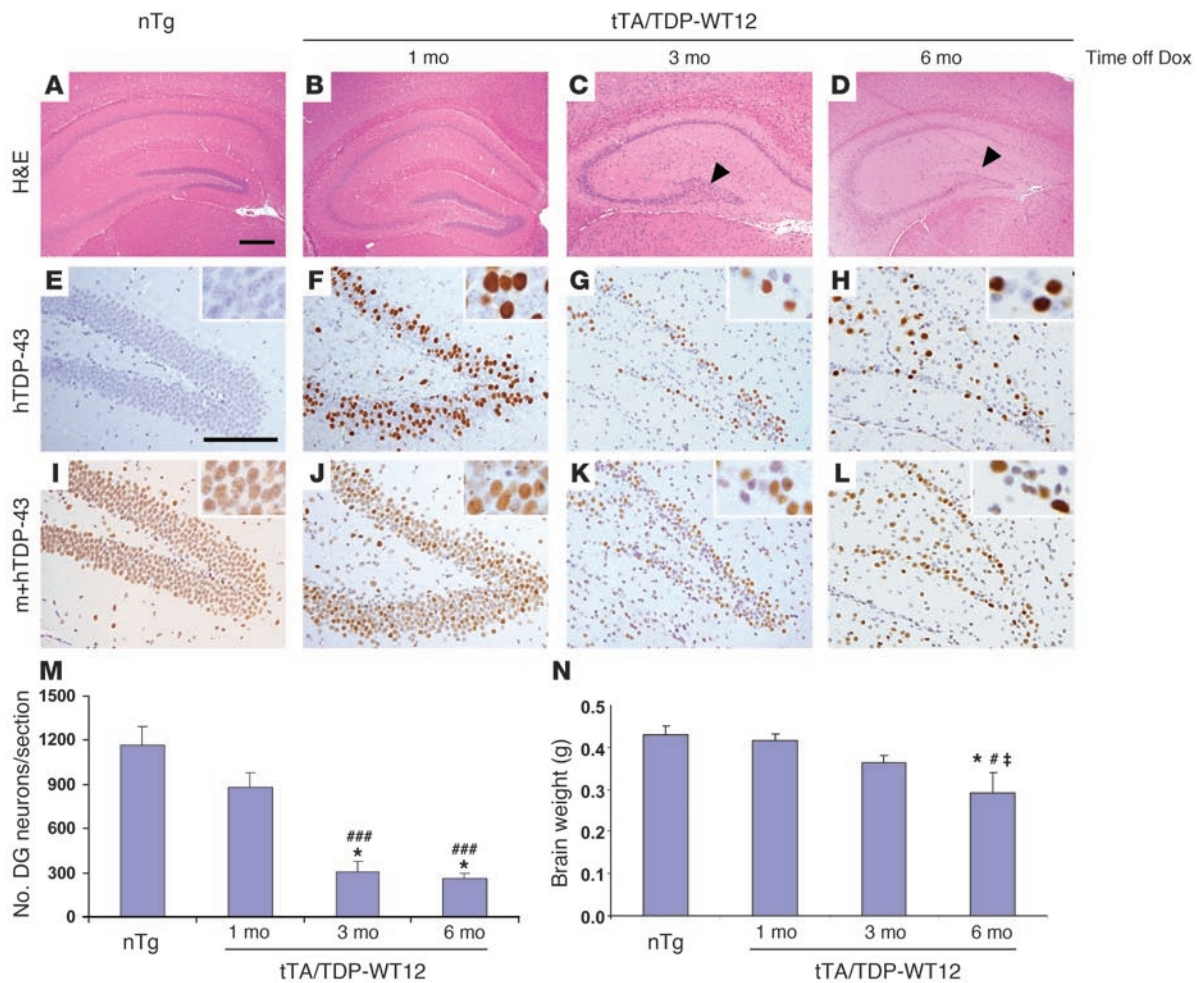 nTg
tTA/TDP-WT12
1 mo
3 mo
6 mo
Time off Dox
A
B
C
D
H&E
E
F
G
H
hTDP-43
I
J
K
L
m+hTDP-43
M
No. DG neurons/section
1500
1200
900
600
300
0
###
*
###
*
nTg
1 mo
3 mo
6 mo
tTA/TDP-WT12
N
Brain weight (g)
0.5
0.4
0.3
0.2
0.1
0.0
* # ‡
nTg
1 mo
3 mo
6 mo
tTA/TDP-WT12